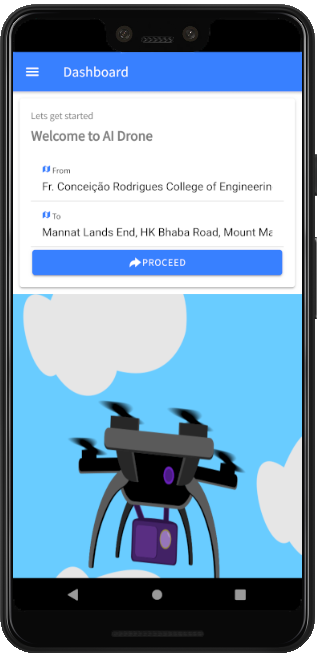 Dashboard
Lets get started
Welcome to AI Drone
From
Fr. Conceição Rodrigues College of Engineerin
To
Mannat Lands End, HK Bhaba Road, Mount Ma
PROCEED